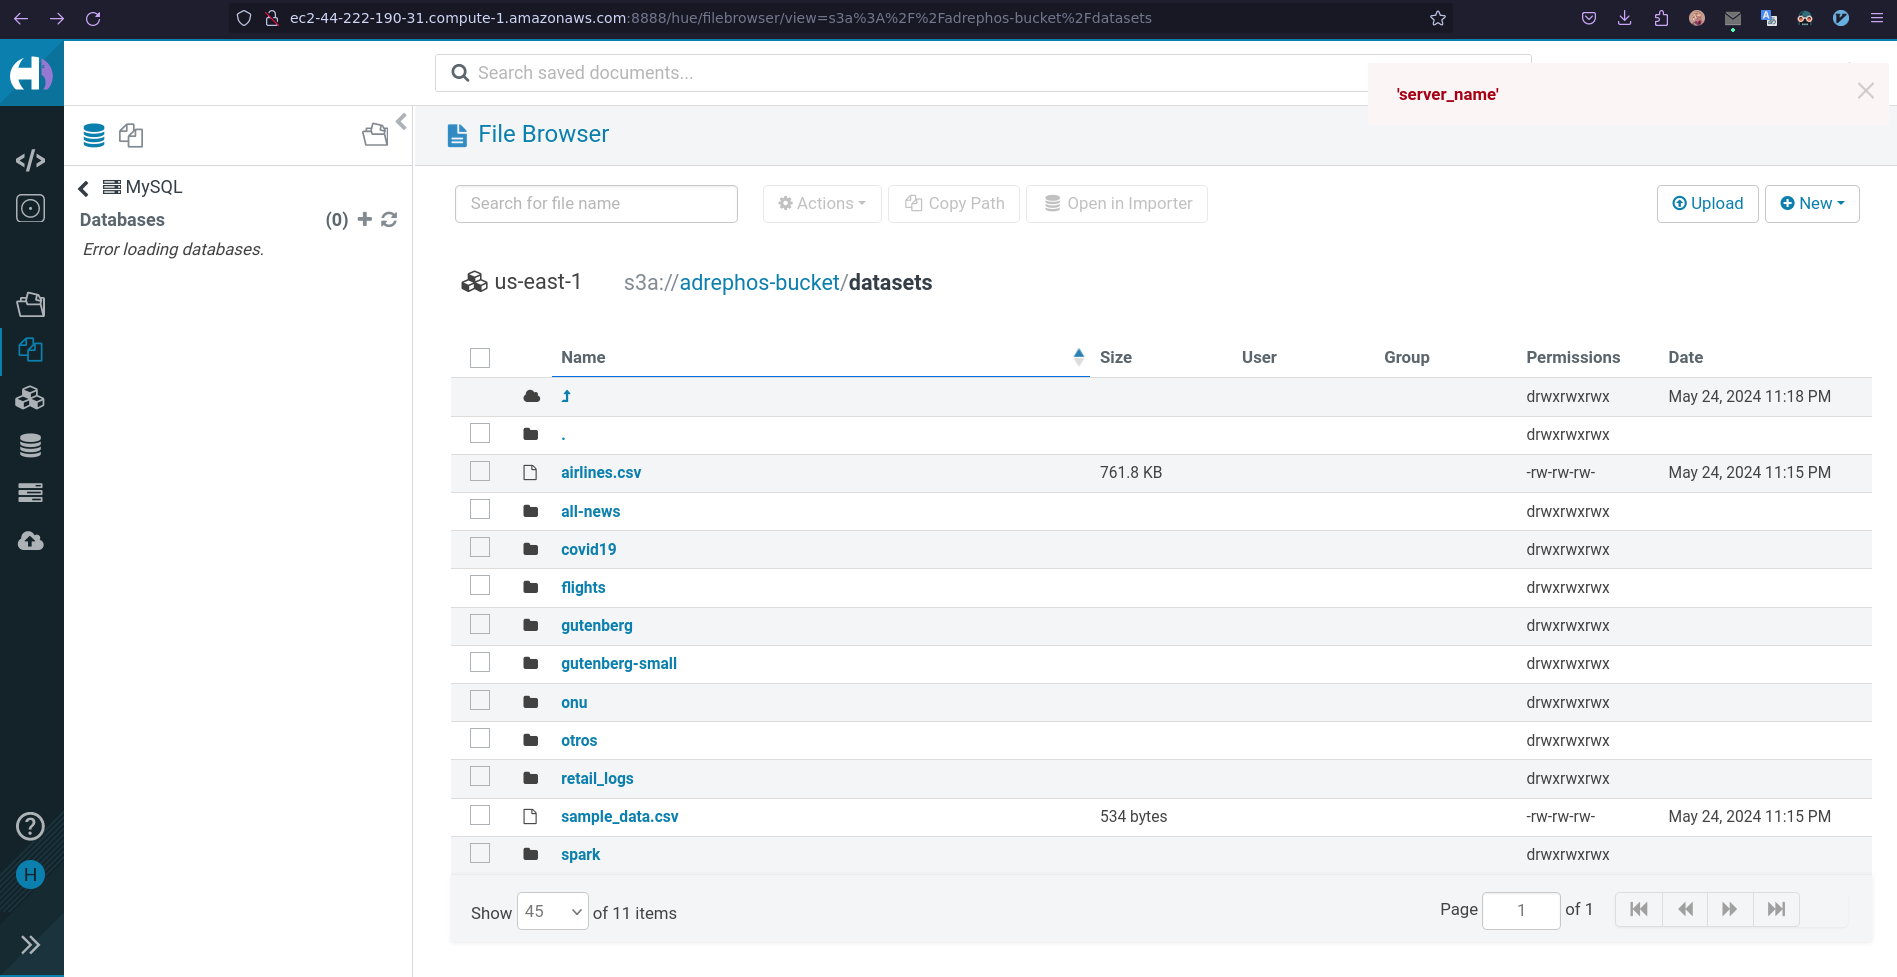 ec2-44-222-190-31.compute-1.amazonaws.com:8888/hue/filebrowser/view=s3a%3A%2F%2Fadrephos-bucket%2Fdatasets
Search saved documents...
'server_name'
File Browser
MySQL
Databases (0)
Error loading databases.
Search for file name
Actions
Copy Path
Open in Importer
Upload
New
us-east-1
s3a://adrephos-bucket/datasets
Name Size User Group Permissions Date
drwxrwxrwx May 24, 2024 11:18 PM
. drwxrwxrwx
airlines.csv 761.8 KB -rw-rw-rw- May 24, 2024 11:15 PM
all-news drwxrwxrwx
covid19 drwxrwxrwx
flights drwxrwxrwx
gutenberg drwxrwxrwx
gutenberg-small drwxrwxrwx
onu drwxrwxrwx
otros drwxrwxrwx
retail_logs drwxrwxrwx
sample_data.csv 534 bytes -rw-rw-rw- May 24, 2024 11:15 PM
spark drwxrwxrwx
H
Show 45 of 11 items
Page 1 of 1